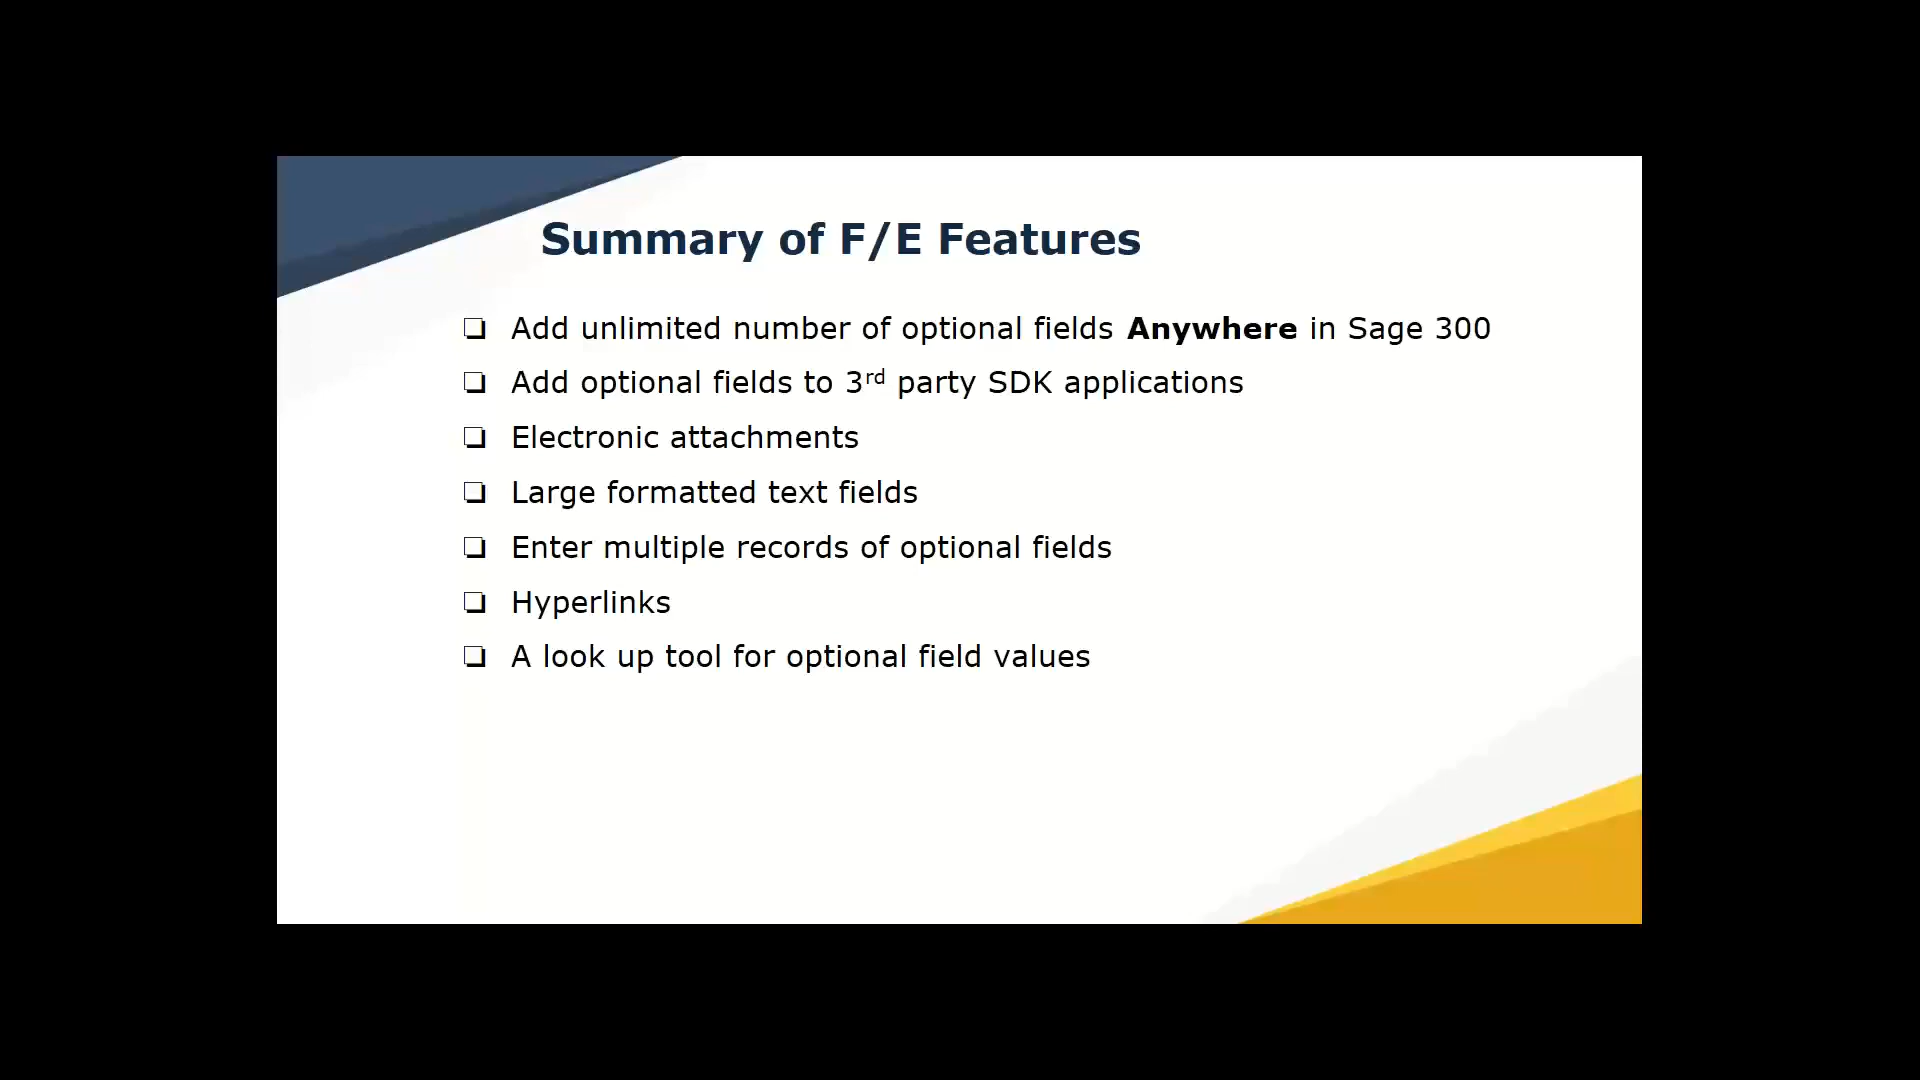 Summary of F/E Features
❏ Add unlimited number of optional fields Anywhere in Sage 300
❏ Add optional fields to 3rd party SDK applications
❏ Electronic attachments
❏ Large formatted text fields
❏ Enter multiple records of optional fields
❏ Hyperlinks
❏ A look up tool for optional field values